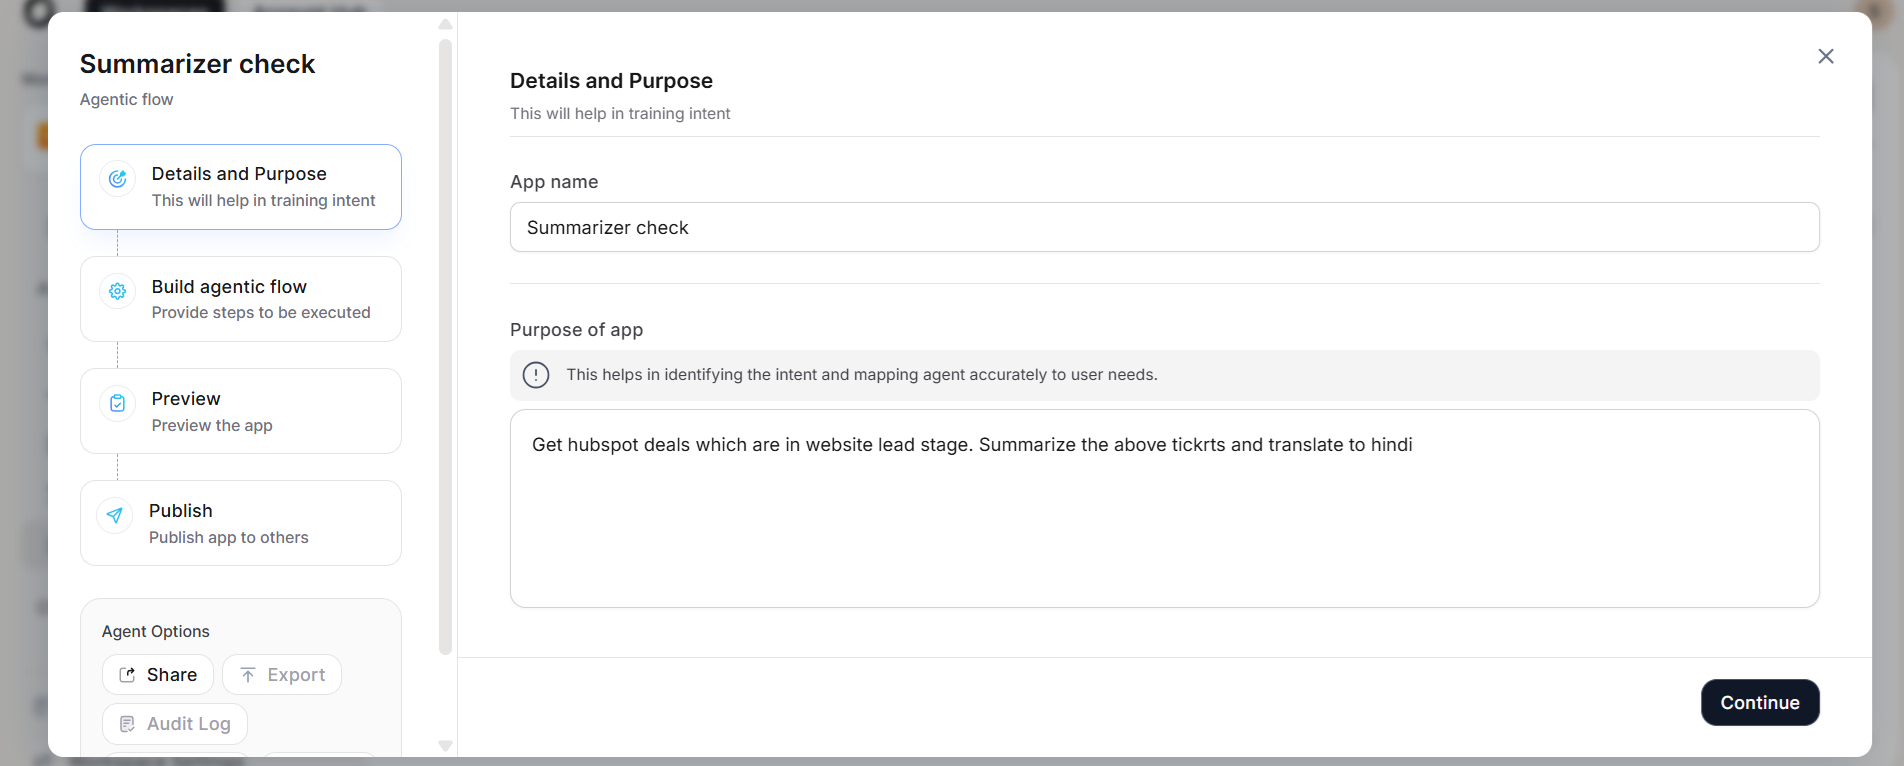 Summarizer check
Agentic flow
Details and Purpose
This will help in training intent
Build agentic flow
Provide steps to be executed
Preview
Preview the app
Publish
Publish app to others
Agent Options
Share
Export
Audit Log
Details and Purpose
This will help in training intent
App name
Summarizer check
Purpose of app
This helps in identifying the intent and mapping agent accurately to user needs.
Get hubspot deals which are in website lead stage. Summarize the above tickrts and translate to hindi
Continue